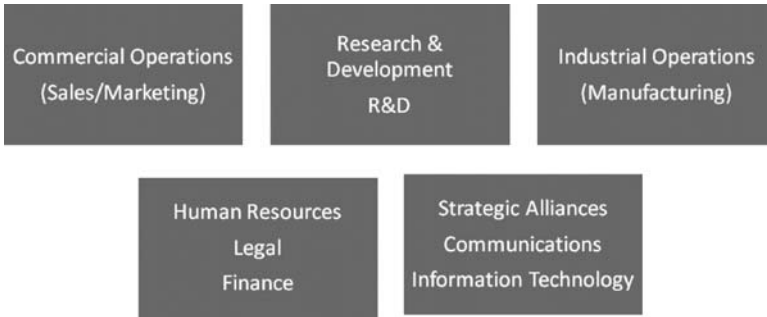 Commercial Operations
(Sales/Marketing)
Research &
Development
R&D
Industrial Operations
(Manufacturing)
Human Resources
Legal
Finance
Strategic Alliances
Communications
Information Technology